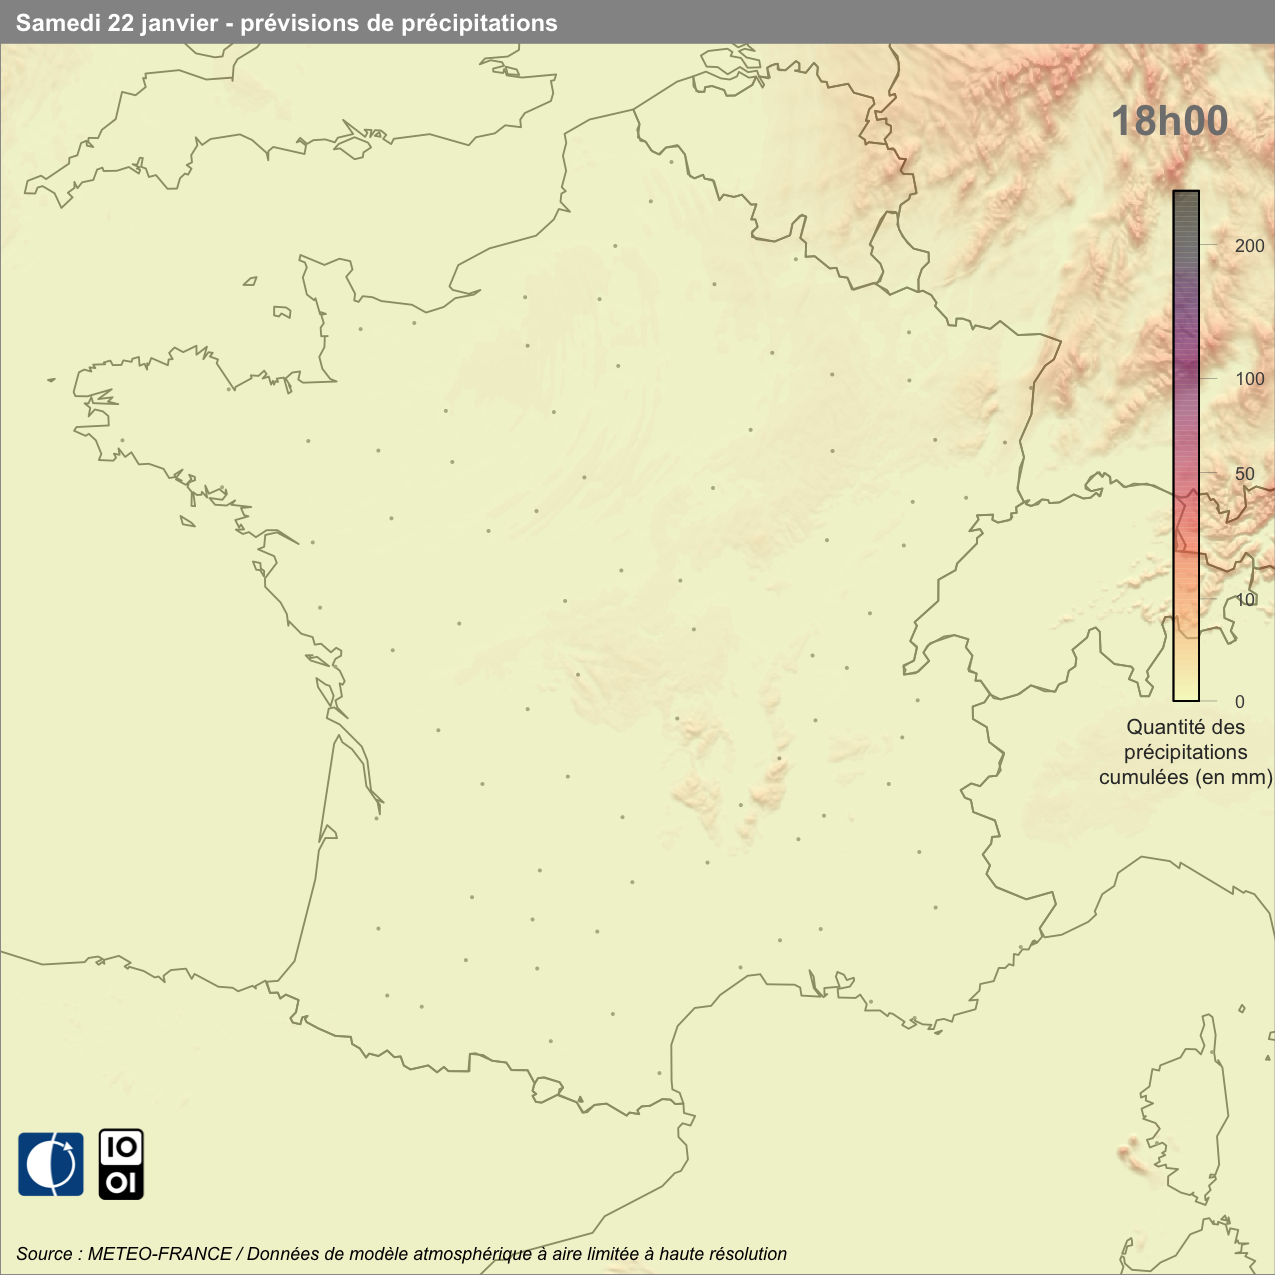 Samedi 22 janvier - prévisions de précipitations
18h00
200
100
50
10
0
Quantité des
précipitations
cumulées (en mm)
IO
OI
Source : METEO-FRANCE / Données de modèle atmosphérique à aire limitée à haute résolution